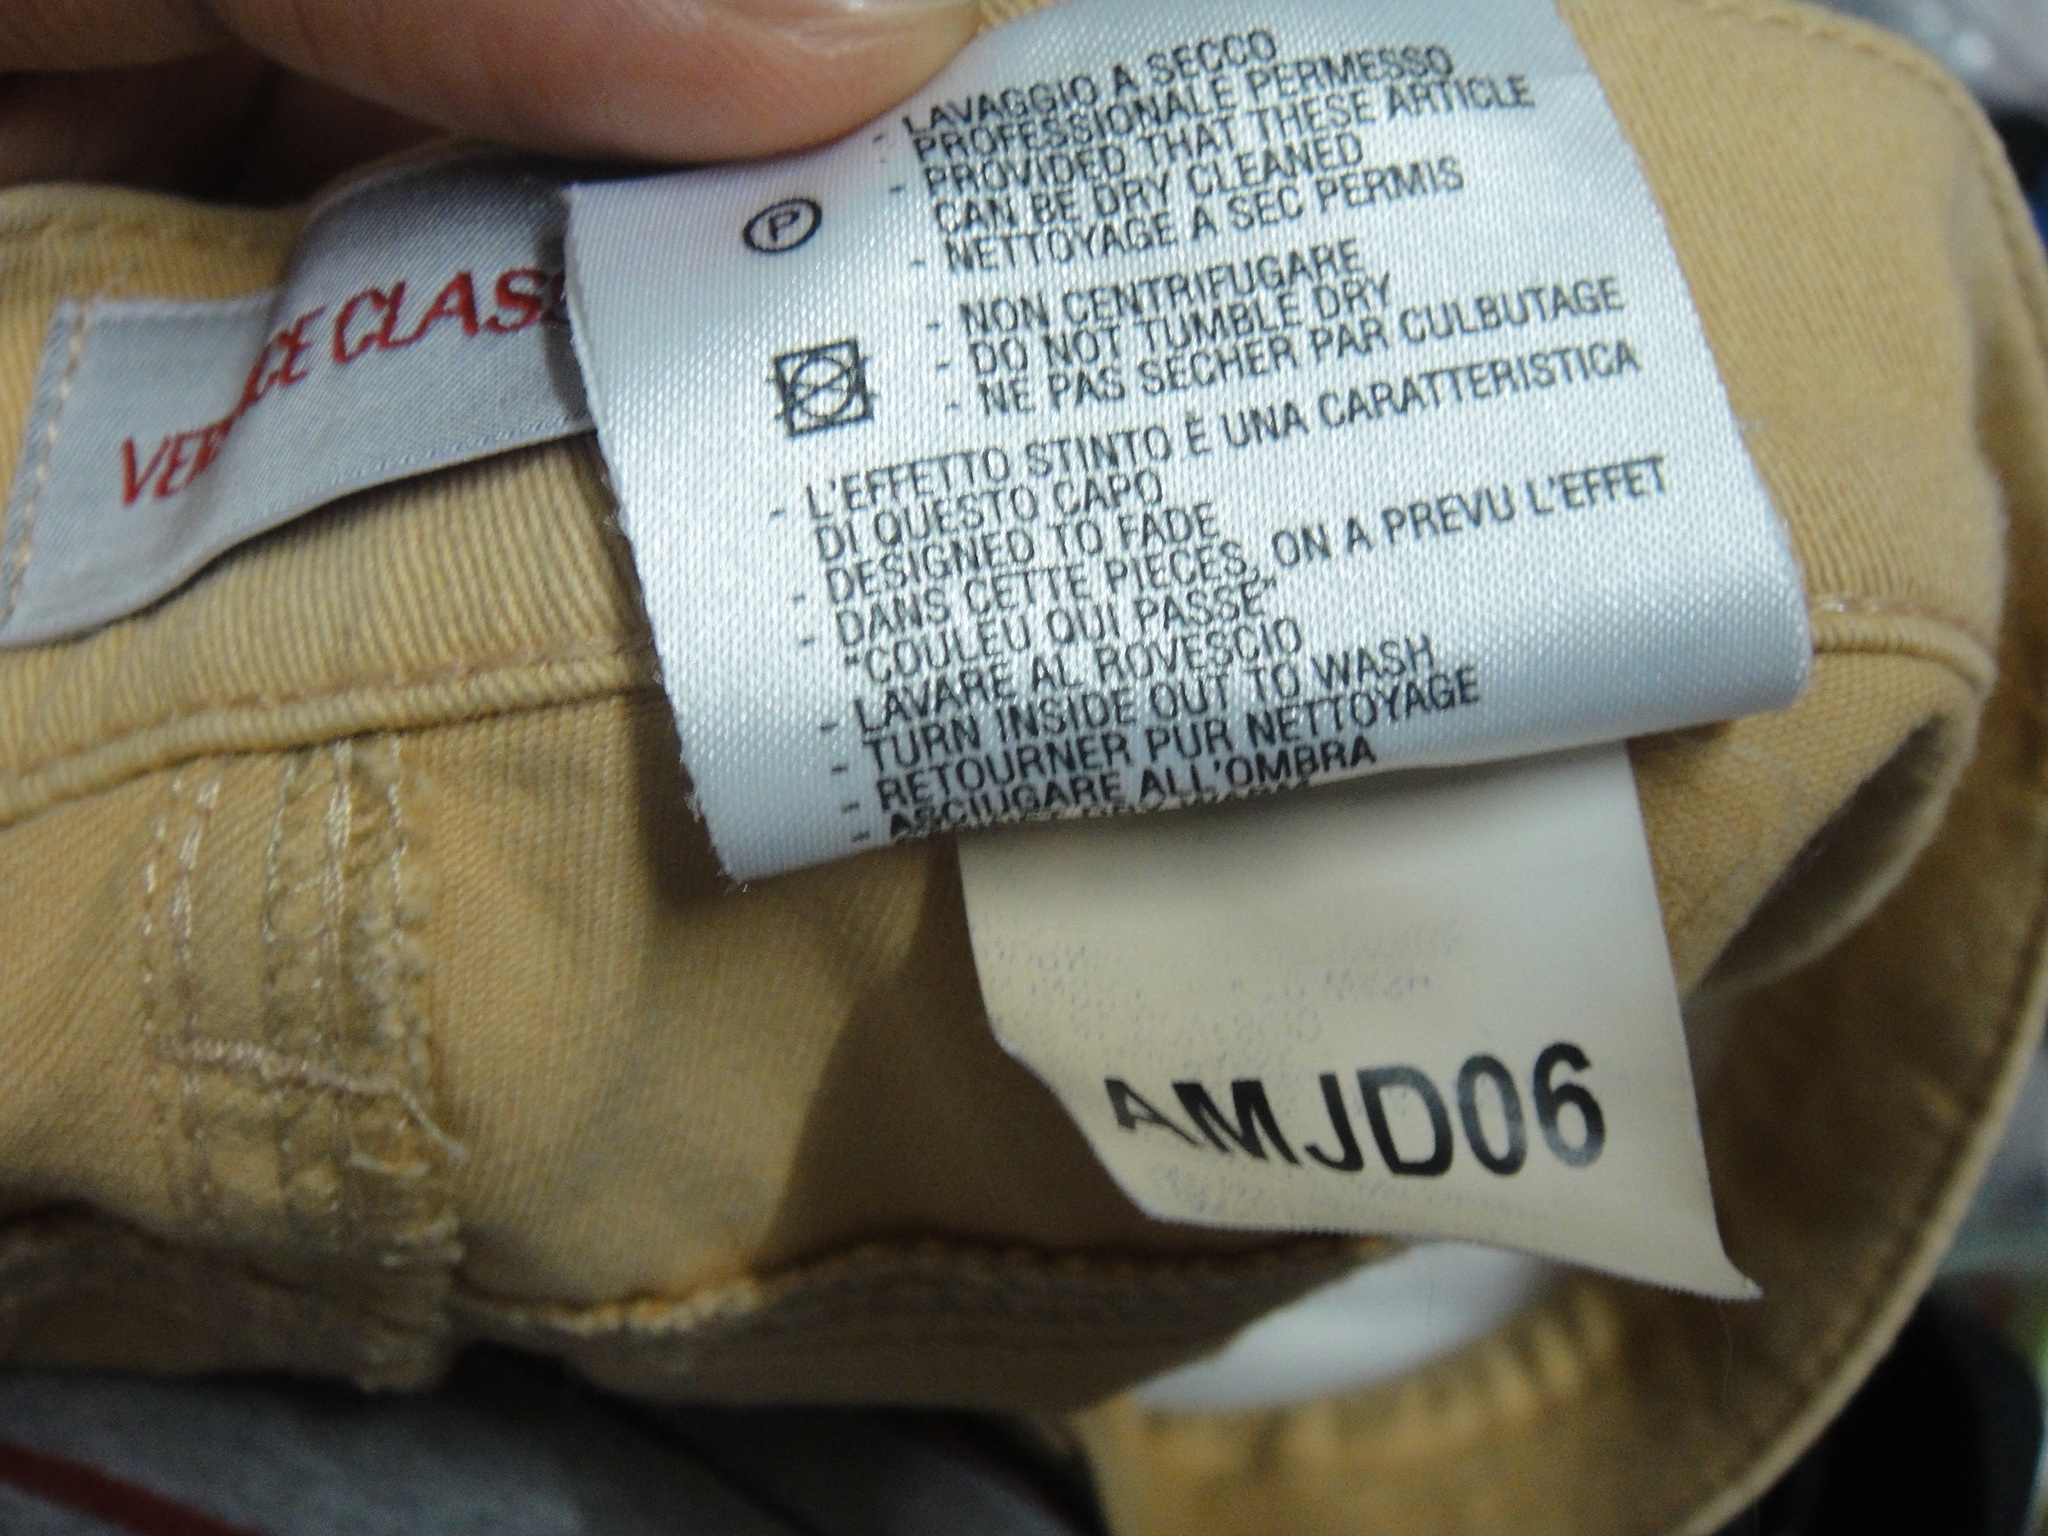 - LAVAGGIO A SECCO
PROFESSIONALE PERMESSO
- PROVIDED THAT THESE ARTICLE
CAN BE DRY CLEANED
- NETTOYAGE A SEC PERMIS
P
- NON CENTRIFUGARE
- DO NOT TUMBLE DRY
- NE PAS SECHER PAR CULBUTAGE
- L'EFFETTO STINTO È UNA CARATTERISTICA
DI QUESTO CAPO
- DESIGNED TO FADE
- DANS CETTE PIECES, ON A PREVU L'EFFET
"COULEU QUI PASSE"
- LAVARE AL ROVESCIO
- TURN INSIDE OUT TO WASH
- RETOURNER PUR NETTOYAGE
- ASCIUGARE ALL'OMBRA
CLASS
AMJD06